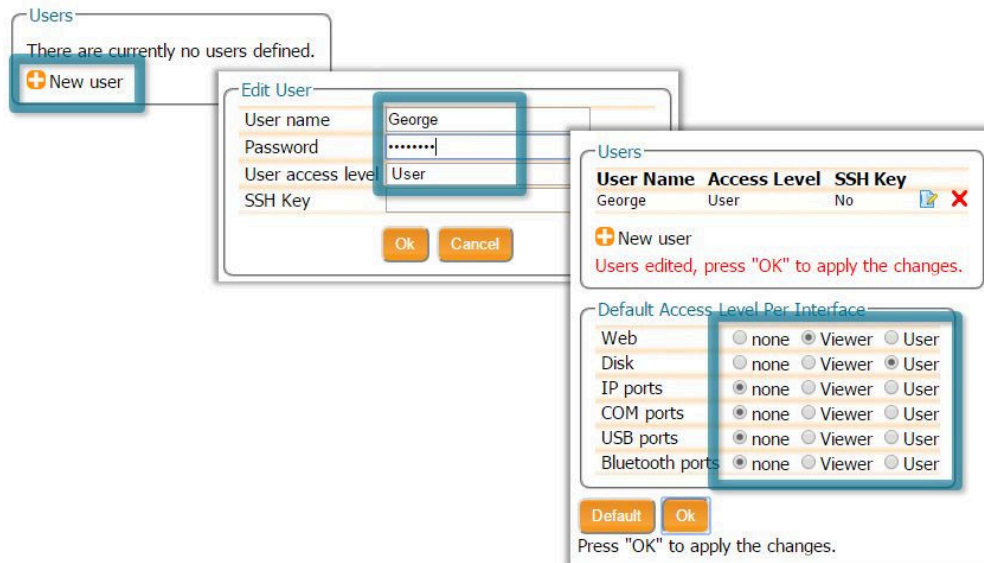 Users
There are currently no users defined.
New user
Edit User
User name George
Password ••••••••
User access level User
SSH Key
Ok Cancel
Users
User Name Access Level SSH Key
George User No
New user
Users edited, press "OK" to apply the changes.
Default Access Level Per Interface
Web none Viewer User
Disk none Viewer User
IP ports none Viewer User
COM ports none Viewer User
USB ports none Viewer User
Bluetooth ports none Viewer User
Default Ok
Press "OK" to apply the changes.